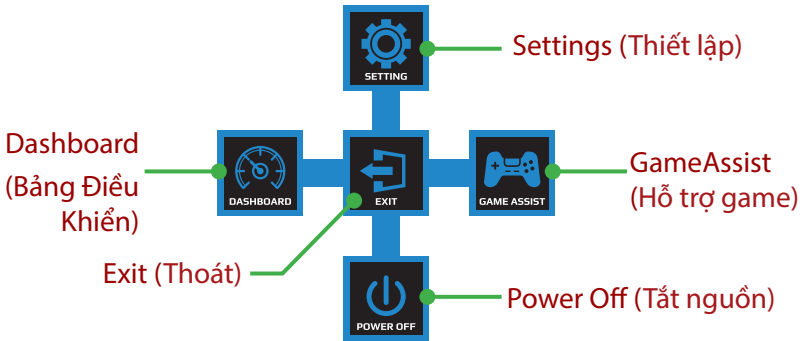 SETTING
Settings (Thiết lập)
Dashboard
(Bảng Điều
Khiển)
DASHBOARD
EXIT
GAME ASSIST
GameAssist
(Hỗ trợ game)
Exit (Thoát)
POWER OFF
Power Off (Tắt nguồn)